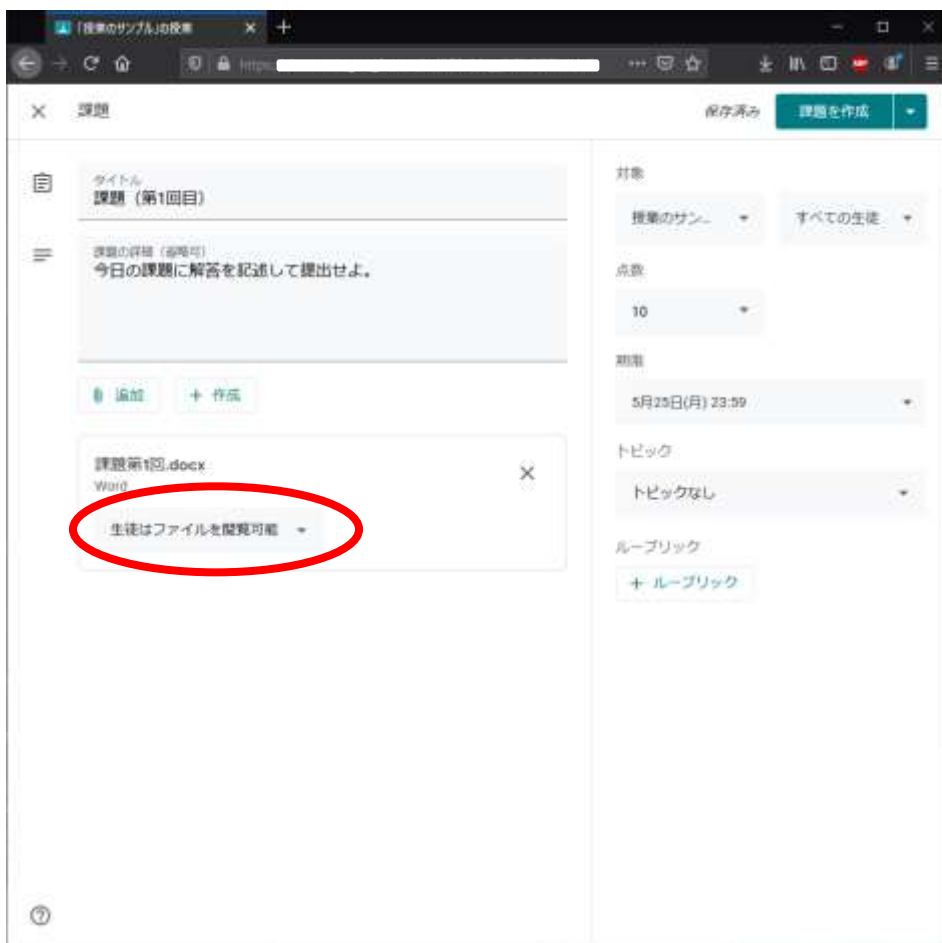 「授業のサンプル」の授業
https:
課題
保存済み
課題を作成
タイトル
課題（第1回目）
課題の詳細（省略可）
今日の課題に解答を記述して提出せよ。
追加
作成
課題第1回.docx
Word
生徒はファイルを閲覧可能
対象
授業のサン...
すべての生徒
点数
10
期限
5月25日(月) 23:59
トピック
トピックなし
ルーブリック
+ ルーブリック